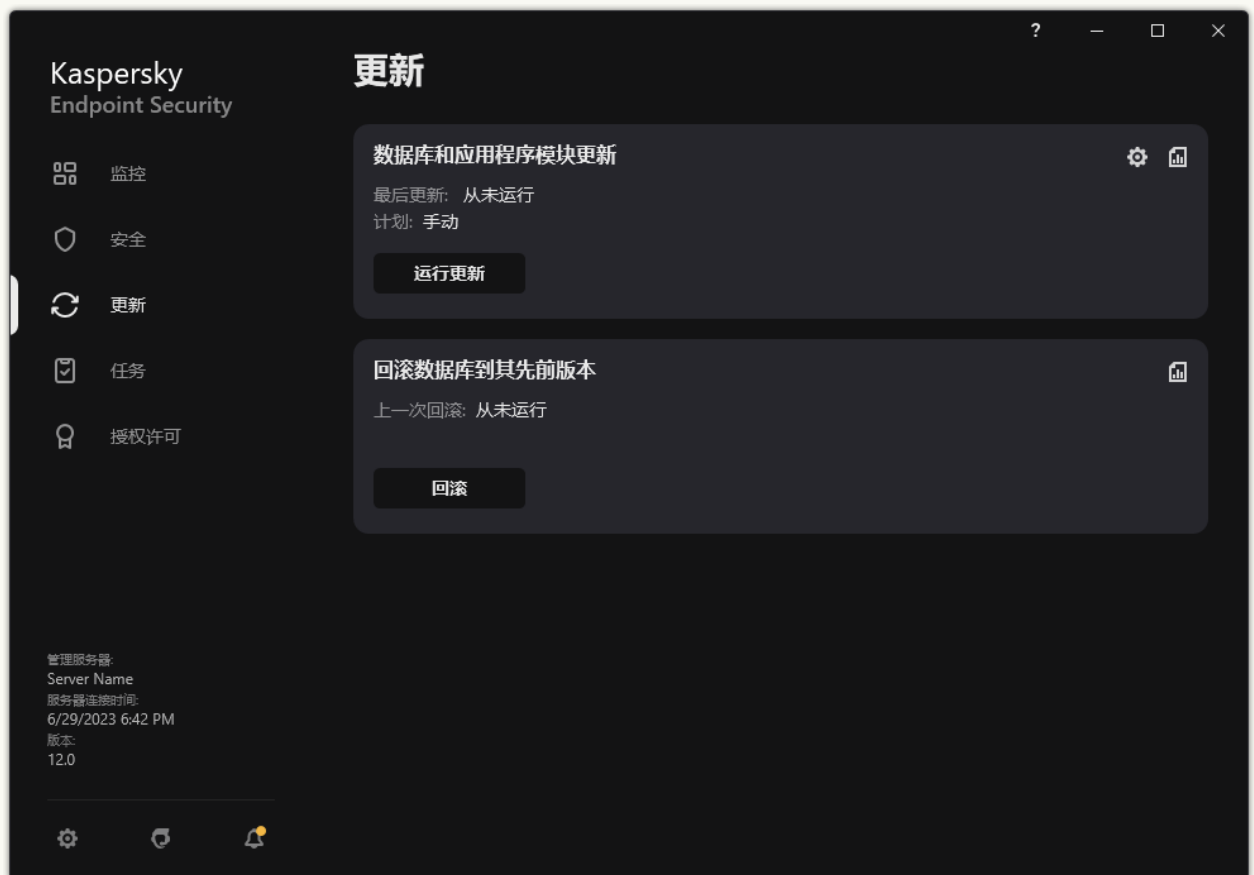 ?
Kaspersky
Endpoint Security
监控
安全
更新
任务
授权许可
管理服务器:
Server Name
服务器连接时间:
6/29/2023 6:42 PM
版本:
12.0
更新
数据库和应用程序模块更新
最后更新: 从未运行
计划: 手动
运行更新
回滚数据库到其先前版本
上一次回滚: 从未运行
回滚